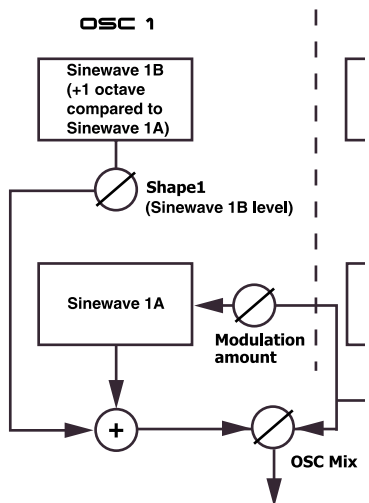 OSC 1
Sinewave 1B
(+1 octave
compared to
Sinewave 1A)
Shape1
(Sinewave 1B level)
Sinewave 1A
Modulation
amount
+
OSC Mix